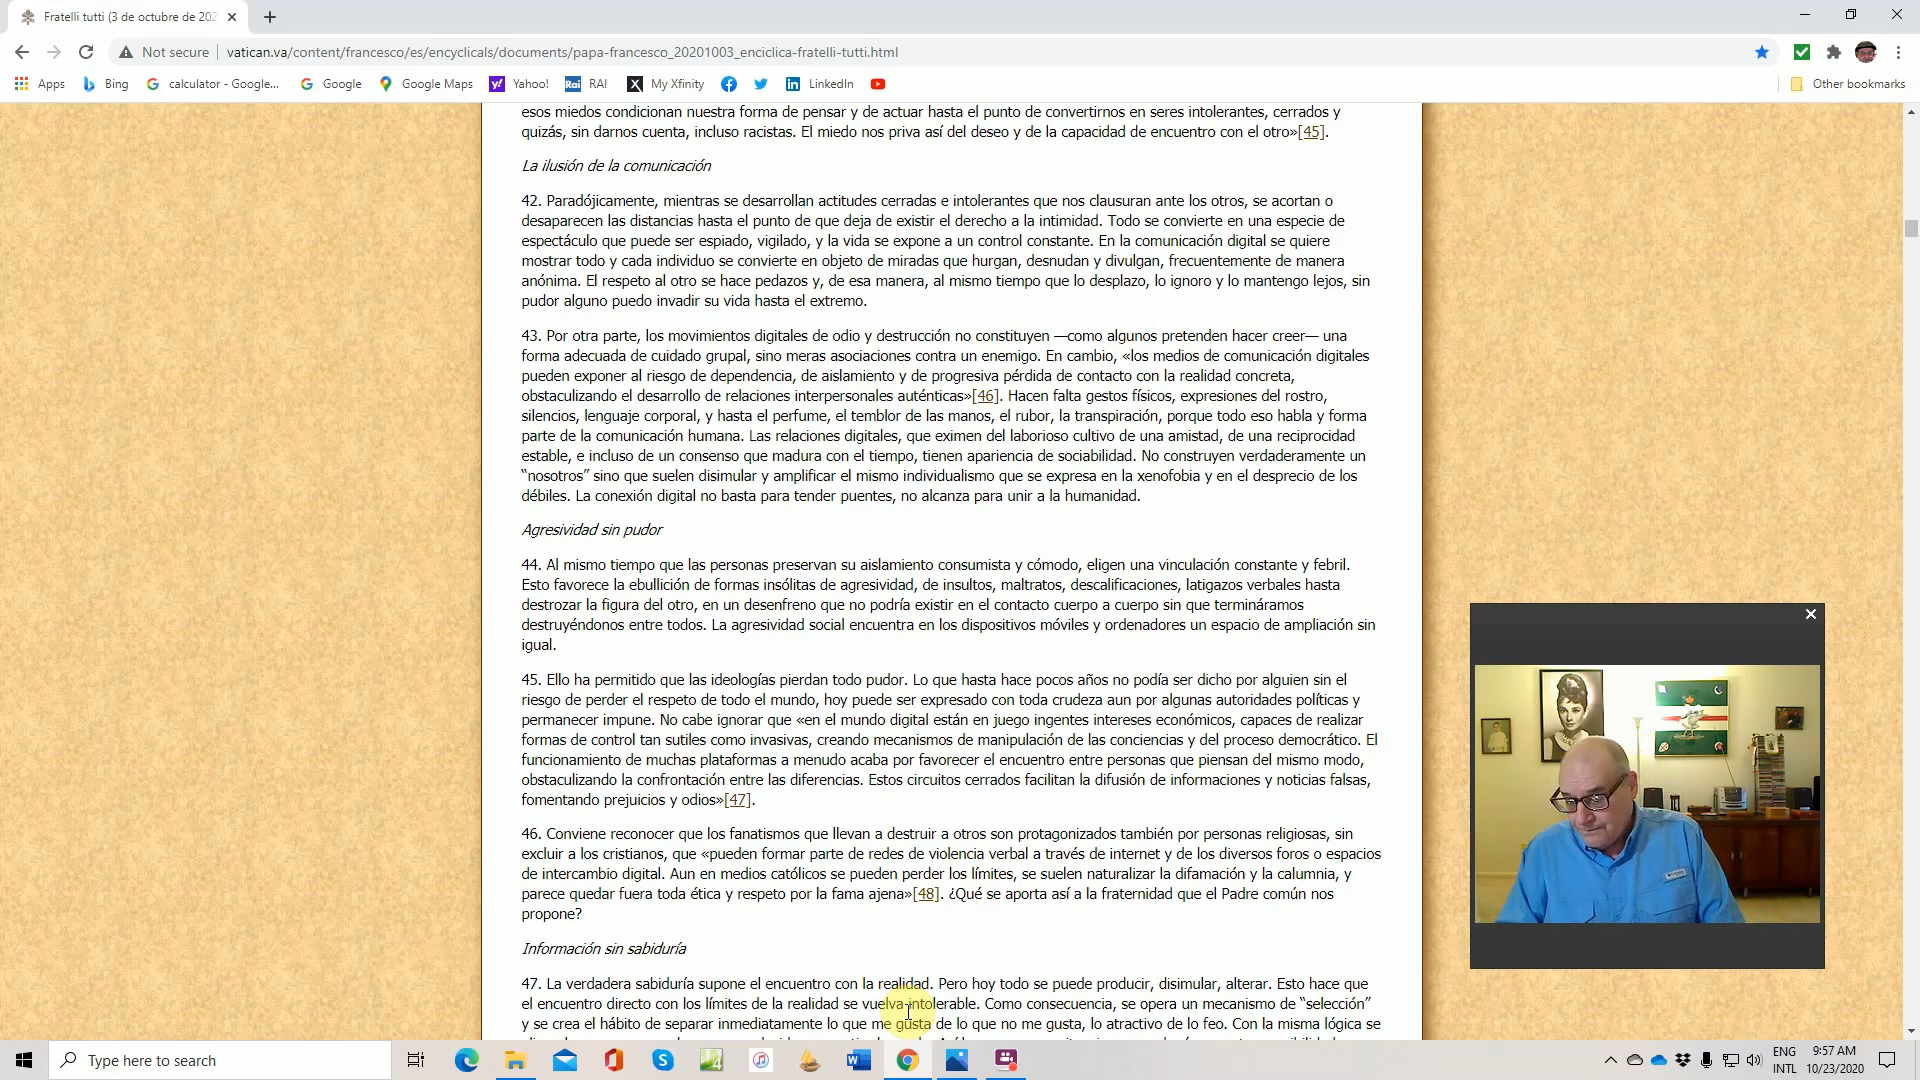 Fratelli tutti (3 de octubre de 202
Not secure
vatican.va/content/francesco/es/encyclicals/documents/papa-francesco_20201003_enciclica-fratelli-tutti.html
Apps
Bing
calculator - Google...
Google
Google Maps
Yahoo!
Rai
RAI
My Xfinity
LinkedIn
Other bookmarks
esos miedos condicionan nuestra forma de pensar y de actuar hasta el punto de convertirnos en seres intolerantes, cerrados y
quizás, sin darnos cuenta, incluso racistas. El miedo nos priva así del deseo y de la capacidad de encuentro con el otro»[45].
La ilusión de la comunicación
42. Paradójicamente, mientras se desarrollan actitudes cerradas e intolerantes que nos clausuran ante los otros, se acortan o
desaparecen las distancias hasta el punto de que deja de existir el derecho a la intimidad. Todo se convierte en una especie de
espectáculo que puede ser espiado, vigilado, y la vida se expone a un control constante. En la comunicación digital se quiere
mostrar todo y cada individuo se convierte en objeto de miradas que hurgan, desnudan y divulgan, frecuentemente de manera
anónima. El respeto al otro se hace pedazos y, de esa manera, al mismo tiempo que lo desplazo, lo ignoro y lo mantengo lejos, sin
pudor alguno puedo invadir su vida hasta el extremo.
43. Por otra parte, los movimientos digitales de odio y destrucción no constituyen —como algunos pretenden hacer creer— una
forma adecuada de cuidado grupal, sino meras asociaciones contra un enemigo. En cambio, «los medios de comunicación digitales
pueden exponer al riesgo de dependencia, de aislamiento y de progresiva pérdida de contacto con la realidad concreta,
obstaculizando el desarrollo de relaciones interpersonales auténticas»[46]. Hacen falta gestos físicos, expresiones del rostro,
silencios, lenguaje corporal, y hasta el perfume, el temblor de las manos, el rubor, la transpiración, porque todo eso habla y forma
parte de la comunicación humana. Las relaciones digitales, que eximen del laborioso cultivo de una amistad, de una reciprocidad
estable, e incluso de un consenso que madura con el tiempo, tienen apariencia de sociabilidad. No construyen verdaderamente un
“nosotros” sino que suelen disimular y amplificar el mismo individualismo que se expresa en la xenofobia y en el desprecio de los
débiles. La conexión digital no basta para tender puentes, no alcanza para unir a la humanidad.
Agresividad sin pudor
44. Al mismo tiempo que las personas preservan su aislamiento consumista y cómodo, eligen una vinculación constante y febril.
Esto favorece la ebullición de formas insólitas de agresividad, de insultos, maltratos, descalificaciones, latigazos verbales hasta
destrozar la figura del otro, en un desenfreno que no podría existir en el contacto cuerpo a cuerpo sin que termináramos
destruyéndonos entre todos. La agresividad social encuentra en los dispositivos móviles y ordenadores un espacio de ampliación sin
igual.
45. Ello ha permitido que las ideologías pierdan todo pudor. Lo que hasta hace pocos años no podía ser dicho por alguien sin el
riesgo de perder el respeto de todo el mundo, hoy puede ser expresado con toda crudeza aun por algunas autoridades políticas y
permanecer impune. No cabe ignorar que «en el mundo digital están en juego ingentes intereses económicos, capaces de realizar
formas de control tan sutiles como invasivas, creando mecanismos de manipulación de las conciencias y del proceso democrático. El
funcionamiento de muchas plataformas a menudo acaba por favorecer el encuentro entre personas que piensan del mismo modo,
obstaculizando la confrontación entre las diferencias. Estos circuitos cerrados facilitan la difusión de informaciones y noticias falsas,
fomentando prejuicios y odios»[47].
46. Conviene reconocer que los fanatismos que llevan a destruir a otros son protagonizados también por personas religiosas, sin
excluir a los cristianos, que «pueden formar parte de redes de violencia verbal a través de internet y de los diversos foros o espacios
de intercambio digital. Aun en medios católicos se pueden perder los límites, se suelen naturalizar la difamación y la calumnia, y
parece quedar fuera toda ética y respeto por la fama ajena»[48]. ¿Qué se aporta así a la fraternidad que el Padre común nos
propone?
Información sin sabiduría
47. La verdadera sabiduría supone el encuentro con la realidad. Pero hoy todo se puede producir, disimular, alterar. Esto hace que
el encuentro directo con los límites de la realidad se vuelva intolerable. Como consecuencia, se opera un mecanismo de “selección”
y se crea el hábito de separar inmediatamente lo que me gusta de lo que no me gusta, lo atractivo de lo feo. Con la misma lógica se
Type here to search
ENG
INTL
9:57 AM
10/23/2020